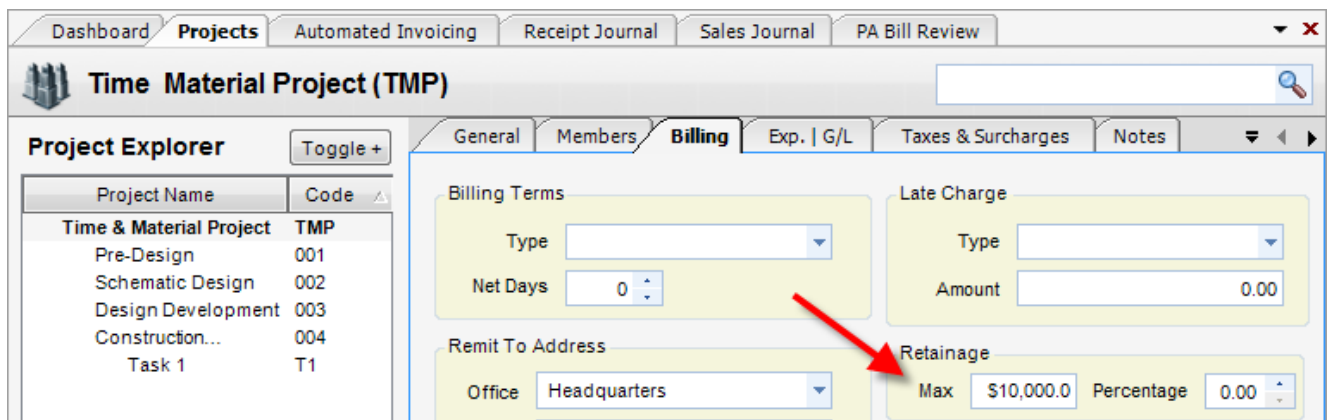 Dashboard Projects Automated Invoicing Receipt Journal Sales Journal PA Bill Review
Time Material Project (TMP)
Project Explorer Toggle +
General Members Billing Exp. | G/L Taxes & Surcharges Notes
Project Name Code
Time & Material Project TMP
Pre-Design 001
Schematic Design 002
Design Development 003
Construction... 004
Task 1 T1
Billing Terms
Type
Net Days 0
Late Charge
Type
Amount 0.00
Remit To Address
Office Headquarters
Retainage
Max $10,000.0 Percentage 0.00